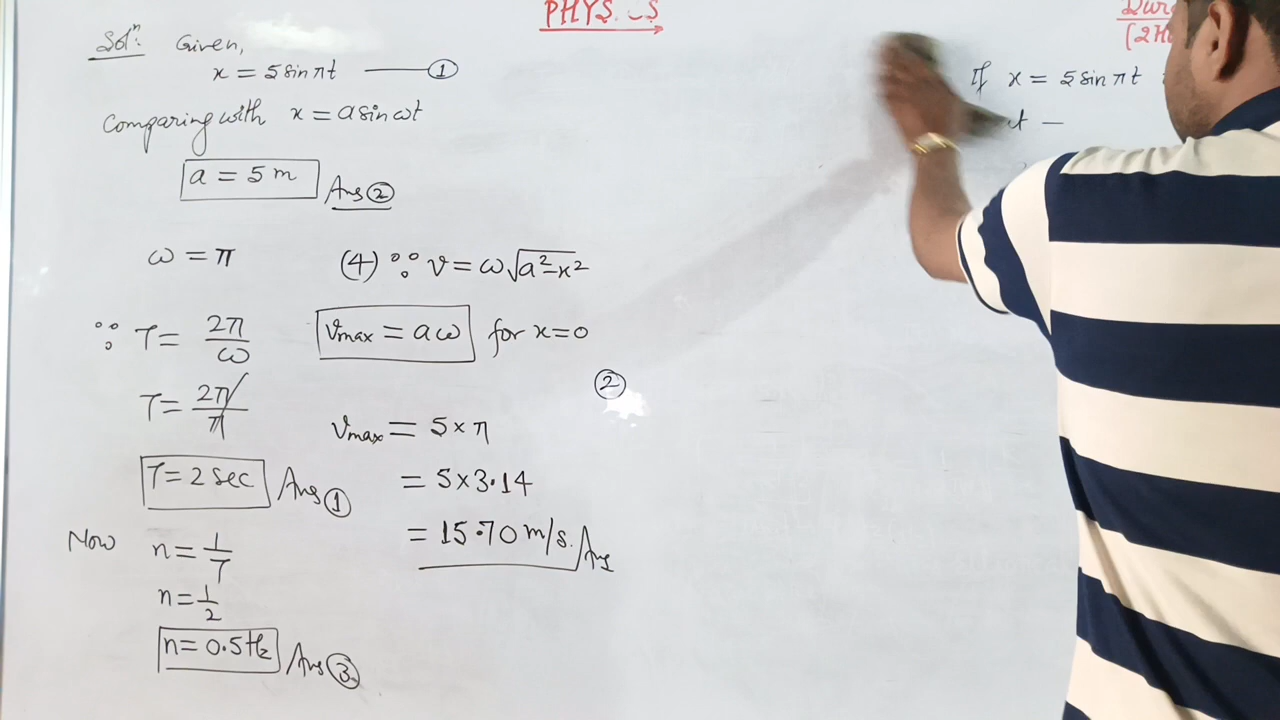 PHYSICS
Solⁿ: Given,
x = 5 sin πt —— ①
Comparing with x = a sin ωt
a = 5 m Ans ②
ω = π
∵ T = 2π/ω
T = 2π/π
T = 2 sec Ans ①
Now n = 1/T
n = 1/2
n = 0.5 Hz Ans ③
(4) ∵ v = ω√(a²−x²)
vmax = aω for x = 0
②
vmax = 5 × π
= 5 × 3.14
= 15.70 m/s. Ans
(2H
If x = 5 sin πt